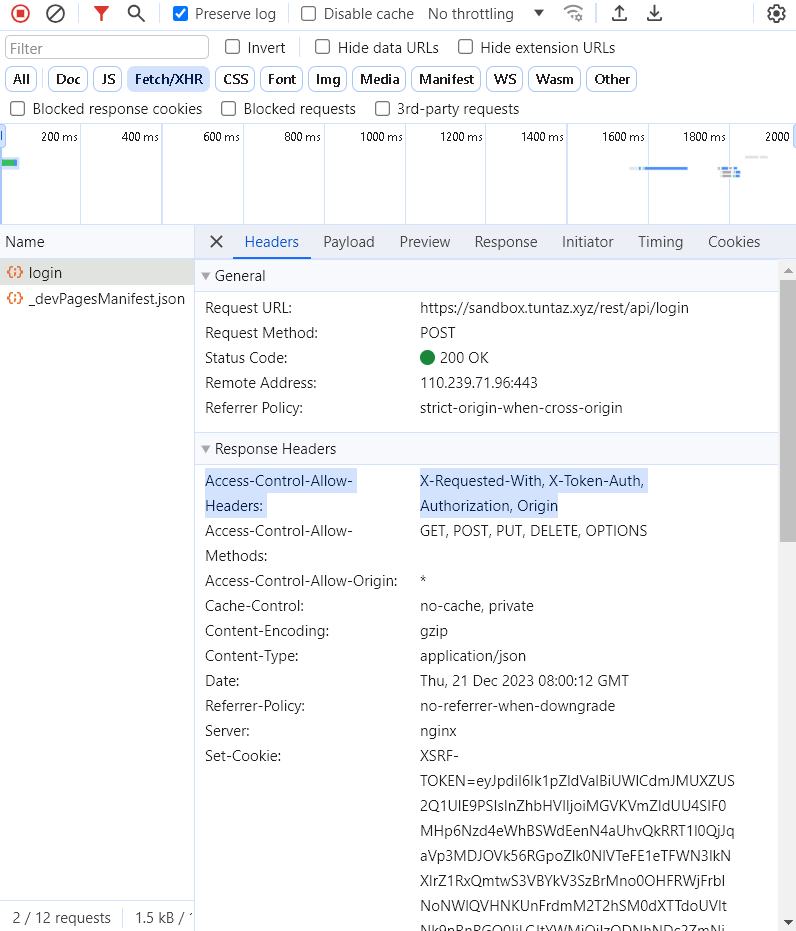 Preserve log Disable cache No throttling
Filter Invert Hide data URLs Hide extension URLs
All Doc JS Fetch/XHR CSS Font Img Media Manifest WS Wasm Other
Blocked response cookies Blocked requests 3rd-party requests
200 ms 400 ms 600 ms 800 ms 1000 ms 1200 ms 1400 ms 1600 ms 1800 ms 2000
Name Headers Payload Preview Response Initiator Timing Cookies
login
_devPagesManifest.json
General
Request URL: https://sandbox.tuntaz.xyz/rest/api/login
Request Method: POST
Status Code: 200 OK
Remote Address: 110.239.71.96:443
Referrer Policy: strict-origin-when-cross-origin
Response Headers
Access-Control-Allow- X-Requested-With, X-Token-Auth,
Headers: Authorization, Origin
Access-Control-Allow- GET, POST, PUT, DELETE, OPTIONS
Methods:
Access-Control-Allow-Origin: *
Cache-Control: no-cache, private
Content-Encoding: gzip
Content-Type: application/json
Date: Thu, 21 Dec 2023 08:00:12 GMT
Referrer-Policy: no-referrer-when-downgrade
Server: nginx
Set-Cookie: XSRF-
2 / 12 requests 1.5 kB /